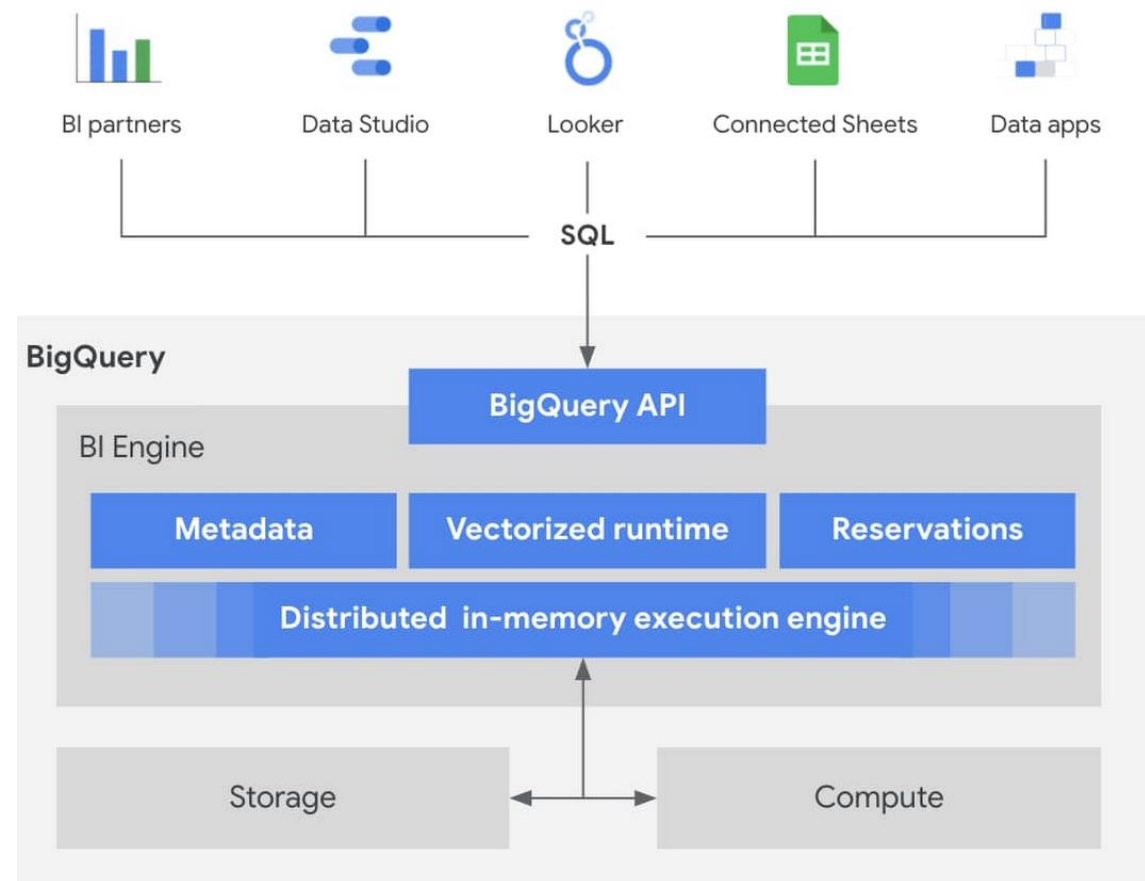 BI partners
Data Studio
Looker
Connected Sheets
Data apps
SQL
BigQuery
BigQuery API
BI Engine
Metadata
Vectorized runtime
Reservations
Distributed in-memory execution engine
Storage
Compute